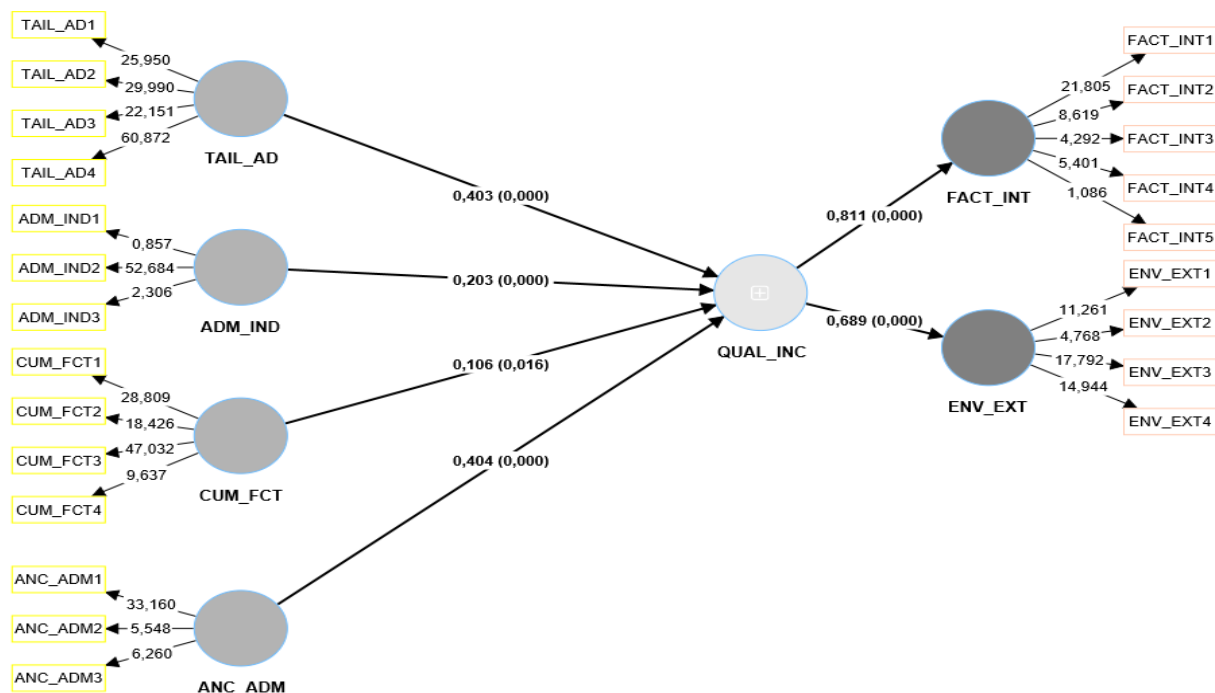 TAIL_AD1
TAIL_AD2
TAIL_AD3
TAIL_AD4
25,950
29,990
22,151
60,872
TAIL_AD
ADM_IND1
ADM_IND2
ADM_IND3
0,857
52,684
2,306
ADM_IND
CUM_FCT1
CUM_FCT2
CUM_FCT3
CUM_FCT4
28,809
18,426
47,032
9,637
CUM_FCT
ANC_ADM1
ANC_ADM2
ANC_ADM3
33,160
5,548
6,260
ANC_ADM
0,403 (0,000)
0,203 (0,000)
0,106 (0,016)
0,404 (0,000)
QUAL_INC
0,811 (0,000)
0,689 (0,000)
FACT_INT
21,805
8,619
4,292
5,401
1,086
FACT_INT1
FACT_INT2
FACT_INT3
FACT_INT4
FACT_INT5
ENV_EXT
11,261
4,768
17,792
14,944
ENV_EXT1
ENV_EXT2
ENV_EXT3
ENV_EXT4